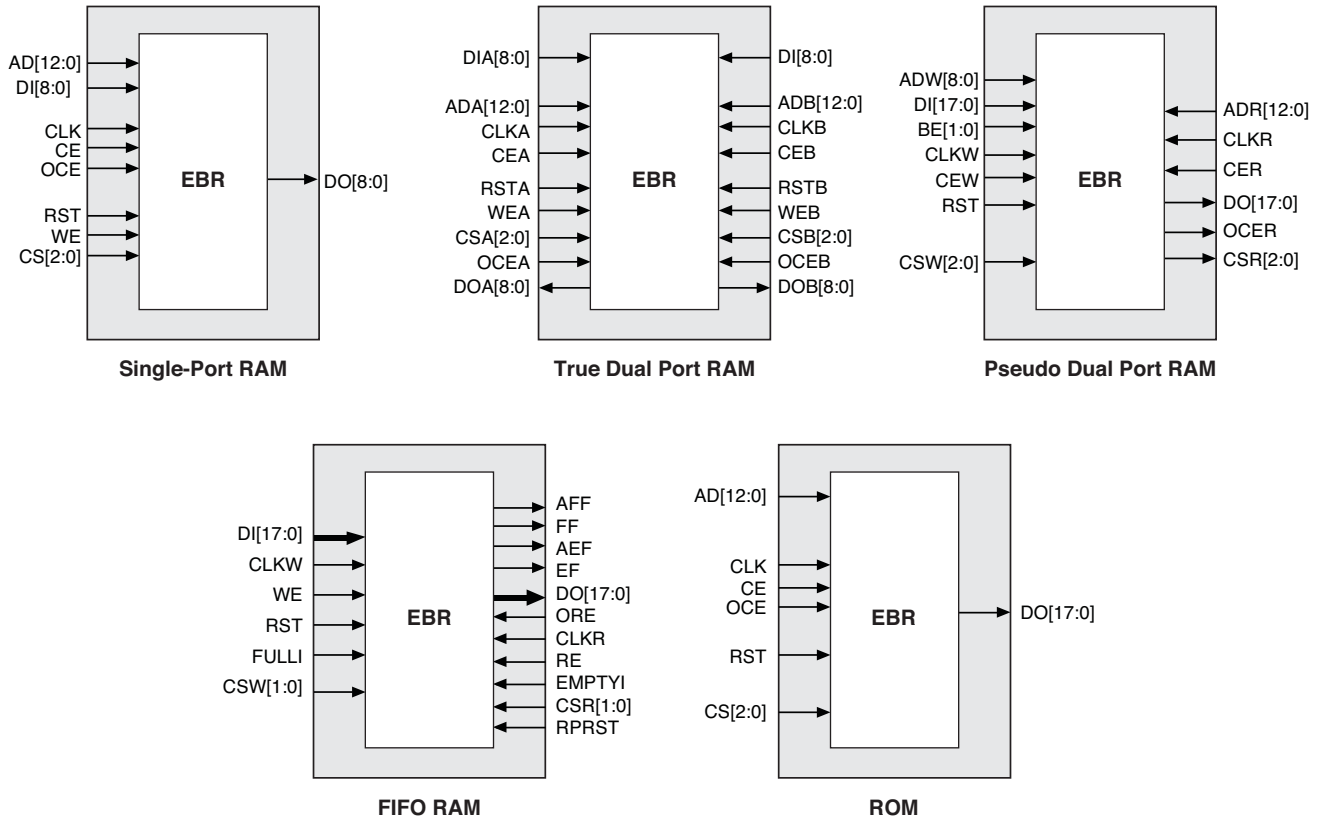 AD[12:0]
DI[8:0]
CLK
CE
OCE
RST
WE
CS[2:0]
EBR
DO[8:0]
Single-Port RAM
DIA[8:0]
ADA[12:0]
CLKA
CEA
RSTA
WEA
CSA[2:0]
OCEA
DOA[8:0]
EBR
DI[8:0]
ADB[12:0]
CLKB
CEB
RSTB
WEB
CSB[2:0]
OCEB
DOB[8:0]
True Dual Port RAM
ADW[8:0]
DI[17:0]
BE[1:0]
CLKW
CEW
RST
CSW[2:0]
EBR
ADR[12:0]
CLKR
CER
DO[17:0]
OCER
CSR[2:0]
Pseudo Dual Port RAM
DI[17:0]
CLKW
WE
RST
FULLI
CSW[1:0]
EBR
AFF
FF
AEF
EF
DO[17:0]
ORE
CLKR
RE
EMPTYI
CSR[1:0]
RPRST
FIFO RAM
AD[12:0]
CLK
CE
OCE
RST
CS[2:0]
EBR
DO[17:0]
ROM